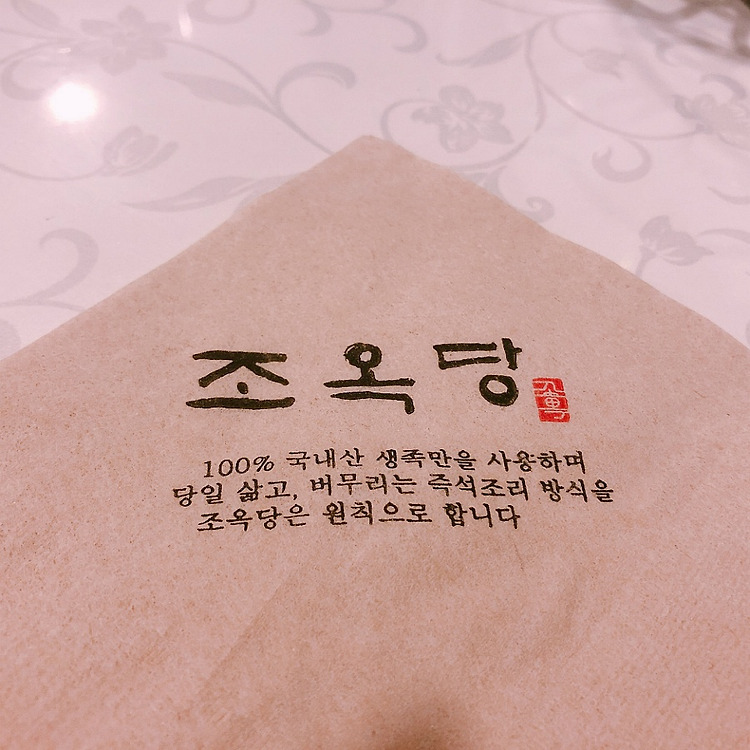 조옥당
100% 국내산 생족만을 사용하며
당일 삶고, 버무리는 즉석조리 방식을
조옥당은 원칙으로 합니다